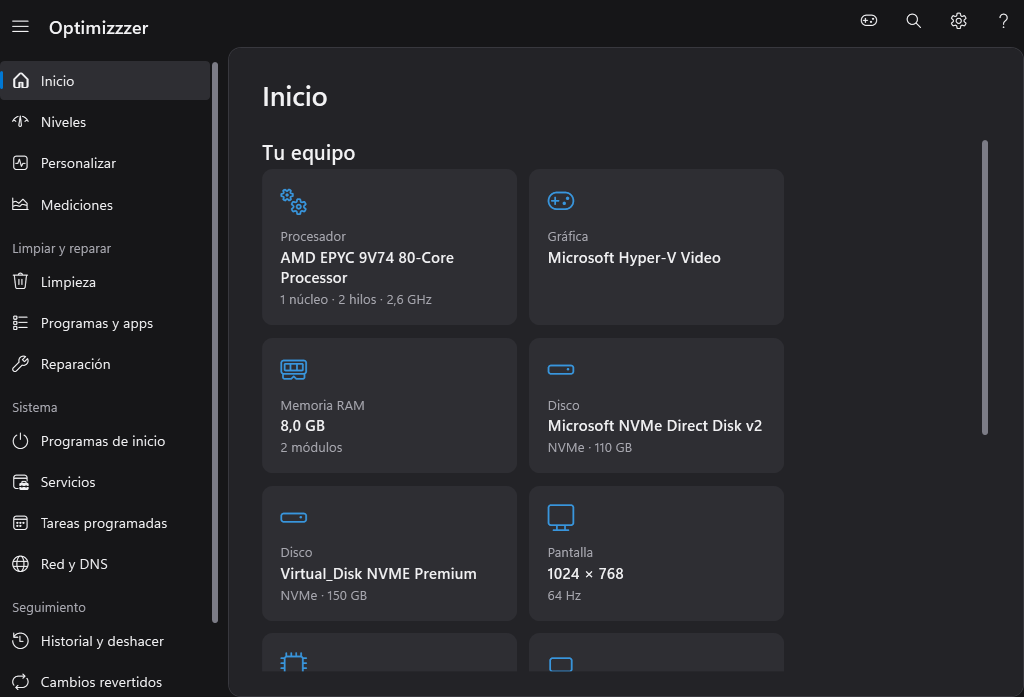 Optimizzzer
Inicio
Niveles
Personalizar
Mediciones
Limpiar y reparar
Limpieza
Programas y apps
Reparación
Sistema
Programas de inicio
Servicios
Tareas programadas
Red y DNS
Seguimiento
Historial y deshacer
Cambios revertidos
Inicio
Tu equipo
Procesador
AMD EPYC 9V74 80-Core
Processor
1 núcleo · 2 hilos · 2,6 GHz
Gráfica
Microsoft Hyper-V Video
Memoria RAM
8,0 GB
2 módulos
Disco
Microsoft NVMe Direct Disk v2
NVMe · 110 GB
Disco
Virtual_Disk NVME Premium
NVMe · 150 GB
Pantalla
1024 × 768
64 Hz